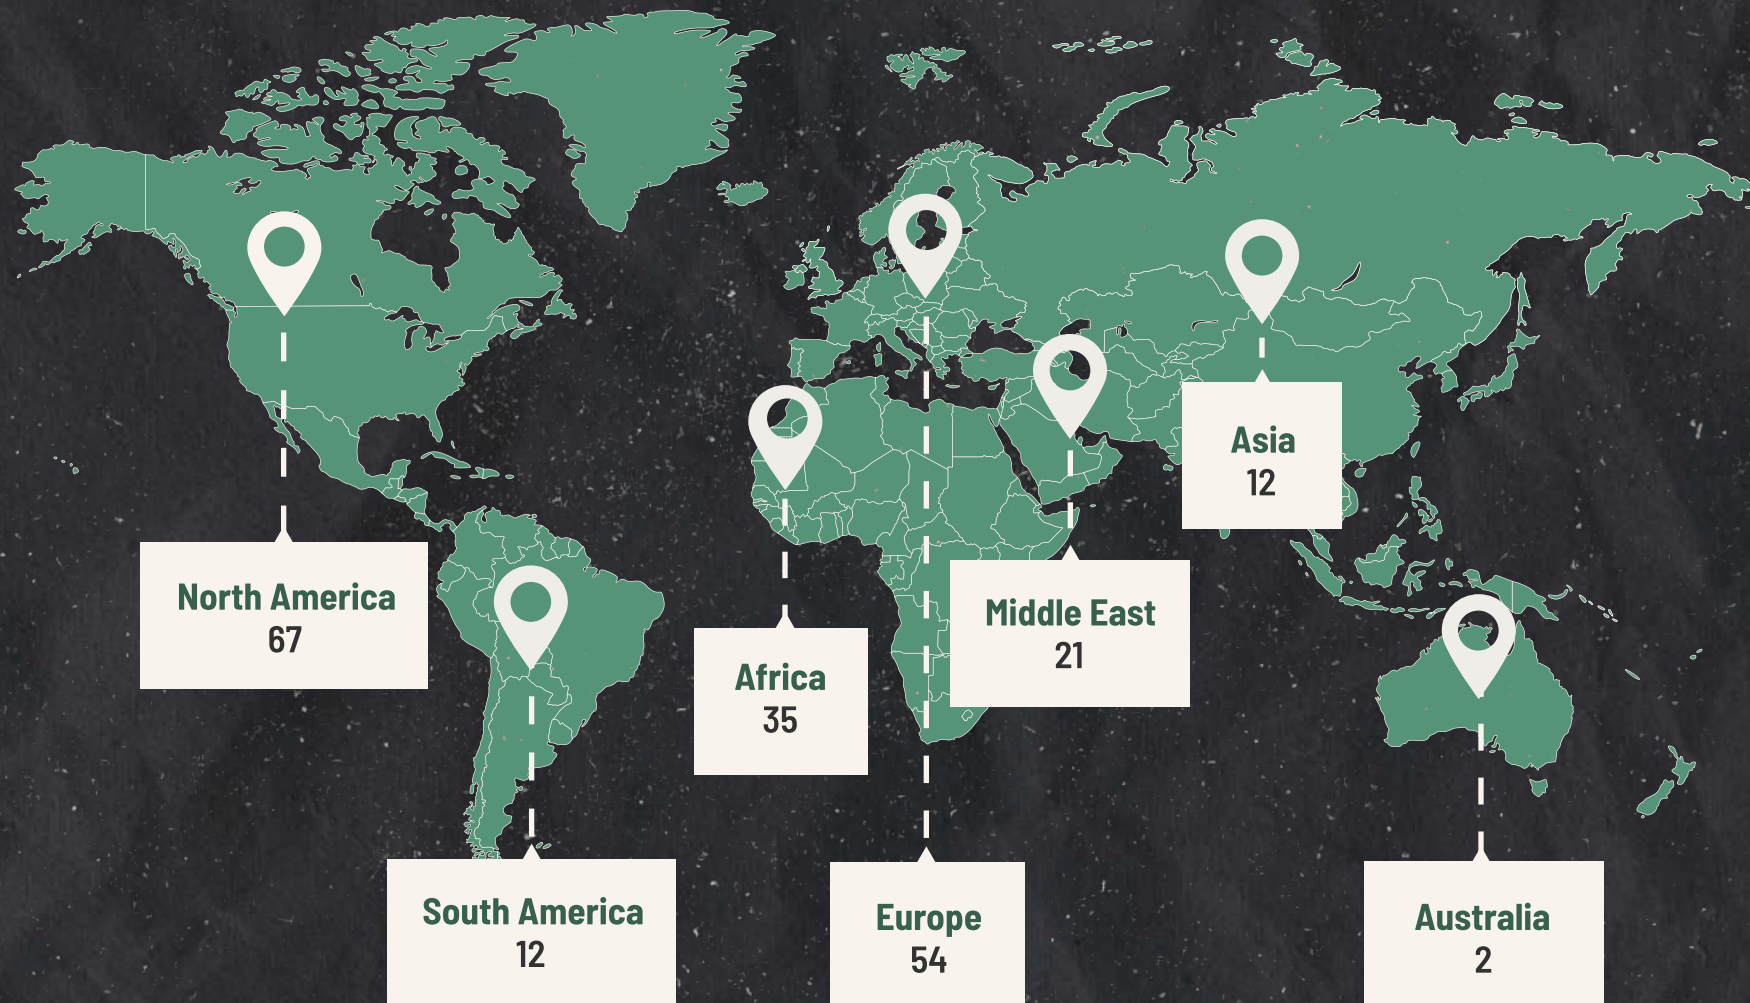 Asia
12
North America
67
Middle East
21
Africa
35
South America
12
Europe
54
Australia
2